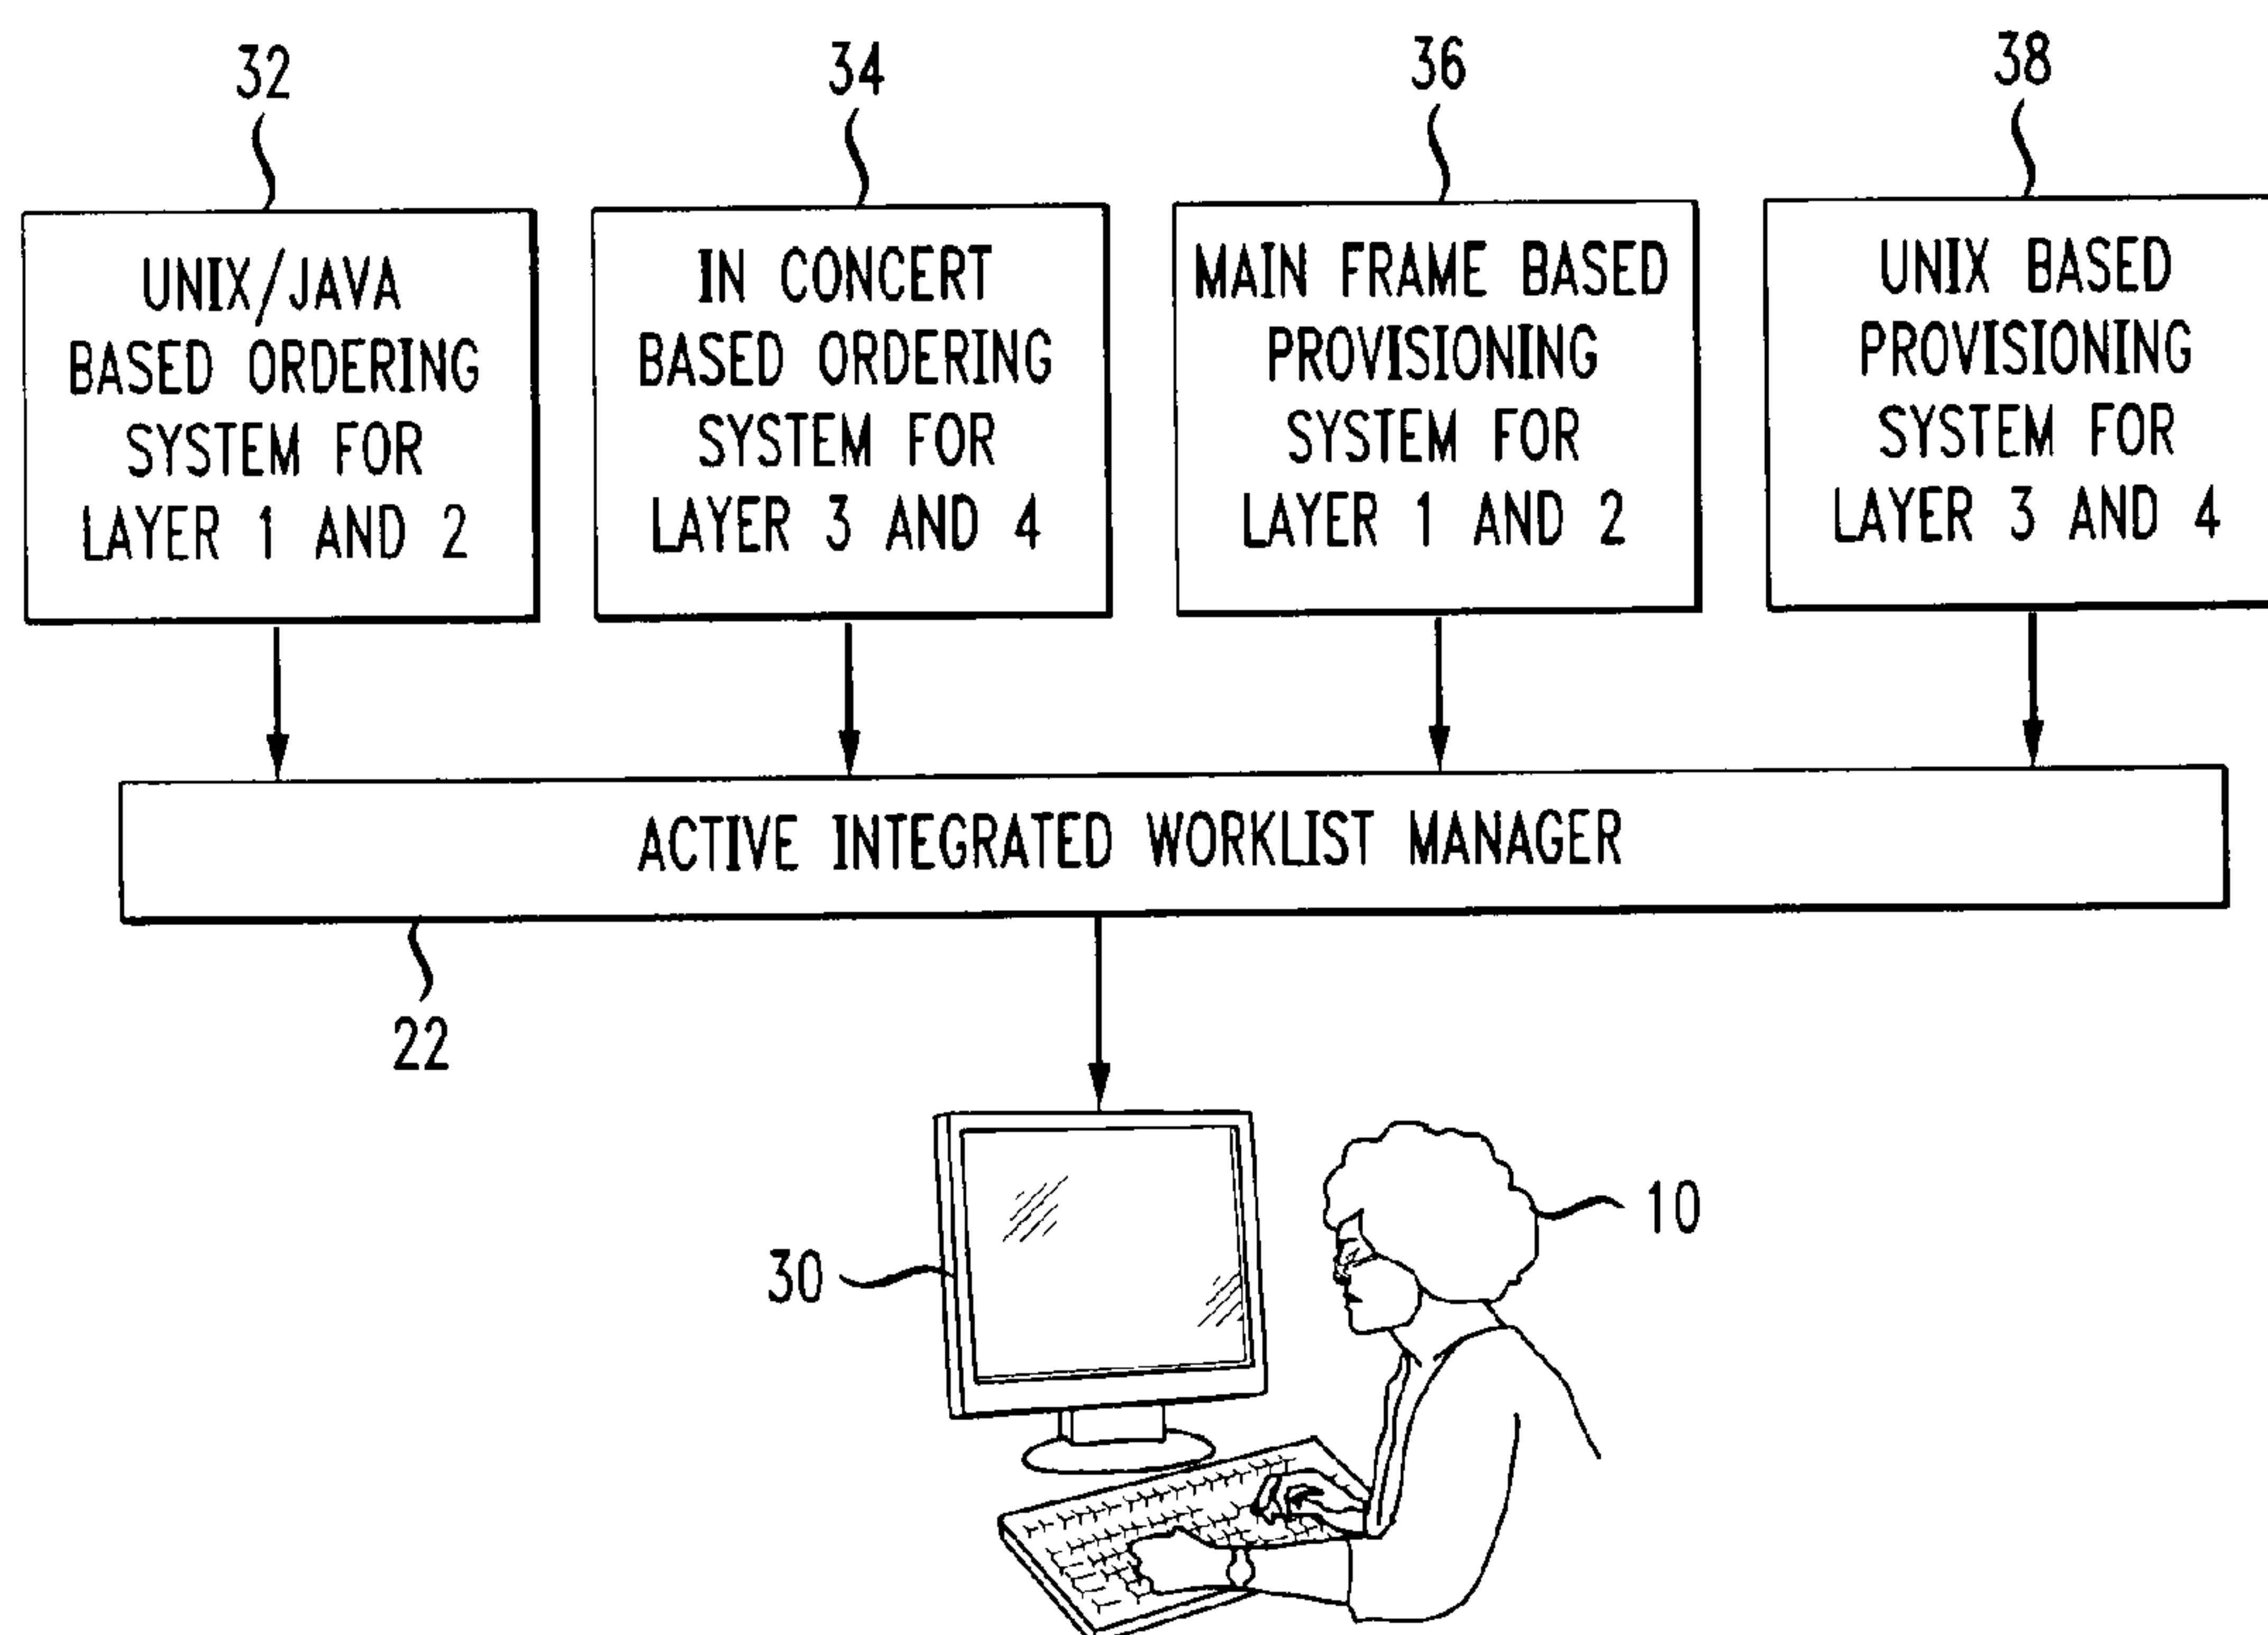 32
34
36
38
UNIX/JAVA
BASED ORDERING
SYSTEM FOR
LAYER 1 AND 2
IN CONCERT
BASED ORDERING
SYSTEM FOR
LAYER 3 AND 4
MAIN FRAME BASED
PROVISIONING
SYSTEM FOR
LAYER 1 AND 2
UNIX BASED
PROVISIONING
SYSTEM FOR
LAYER 3 AND 4
ACTIVE INTEGRATED WORKLIST MANAGER
22
10
30